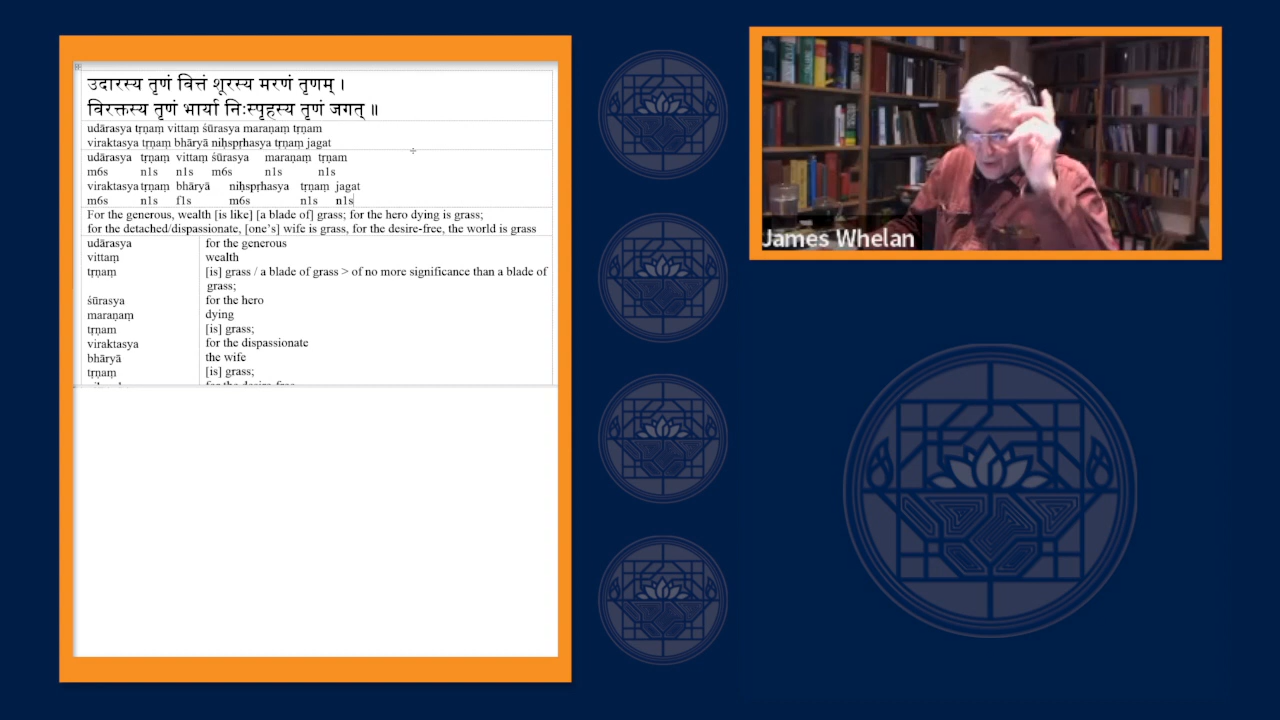 उदारस्य तृणं वित्तं शूरस्य मरणं तृणम् ।
विरक्तस्य तृणं भार्या निःस्पृहस्य तृणं जगत् ॥
udārasya tṛṇaṃ vittaṃ śūrasya maraṇaṃ tṛṇam
viraktasya tṛṇaṃ bhāryā niḥspṛhasya tṛṇaṃ jagat
udārasya tṛṇaṃ vittaṃ śūrasya maraṇaṃ tṛṇam
m6s n1s n1s m6s n1s n1s
viraktasya tṛṇaṃ bhāryā niḥspṛhasya tṛṇaṃ jagat
m6s n1s f1s m6s n1s n1s
For the generous, wealth [is like] [a blade of] grass; for the hero dying is grass;
for the detached/dispassionate, [one’s] wife is grass, for the desire-free, the world is grass
udārasya for the generous
vittaṃ wealth
tṛṇaṃ [is] grass / a blade of grass > of no more significance than a blade of
grass;
śūrasya for the hero
maraṇaṃ dying
tṛṇam [is] grass;
viraktasya for the dispassionate
bhāryā the wife
tṛṇaṃ [is] grass;
for the desire-free
James Whelan